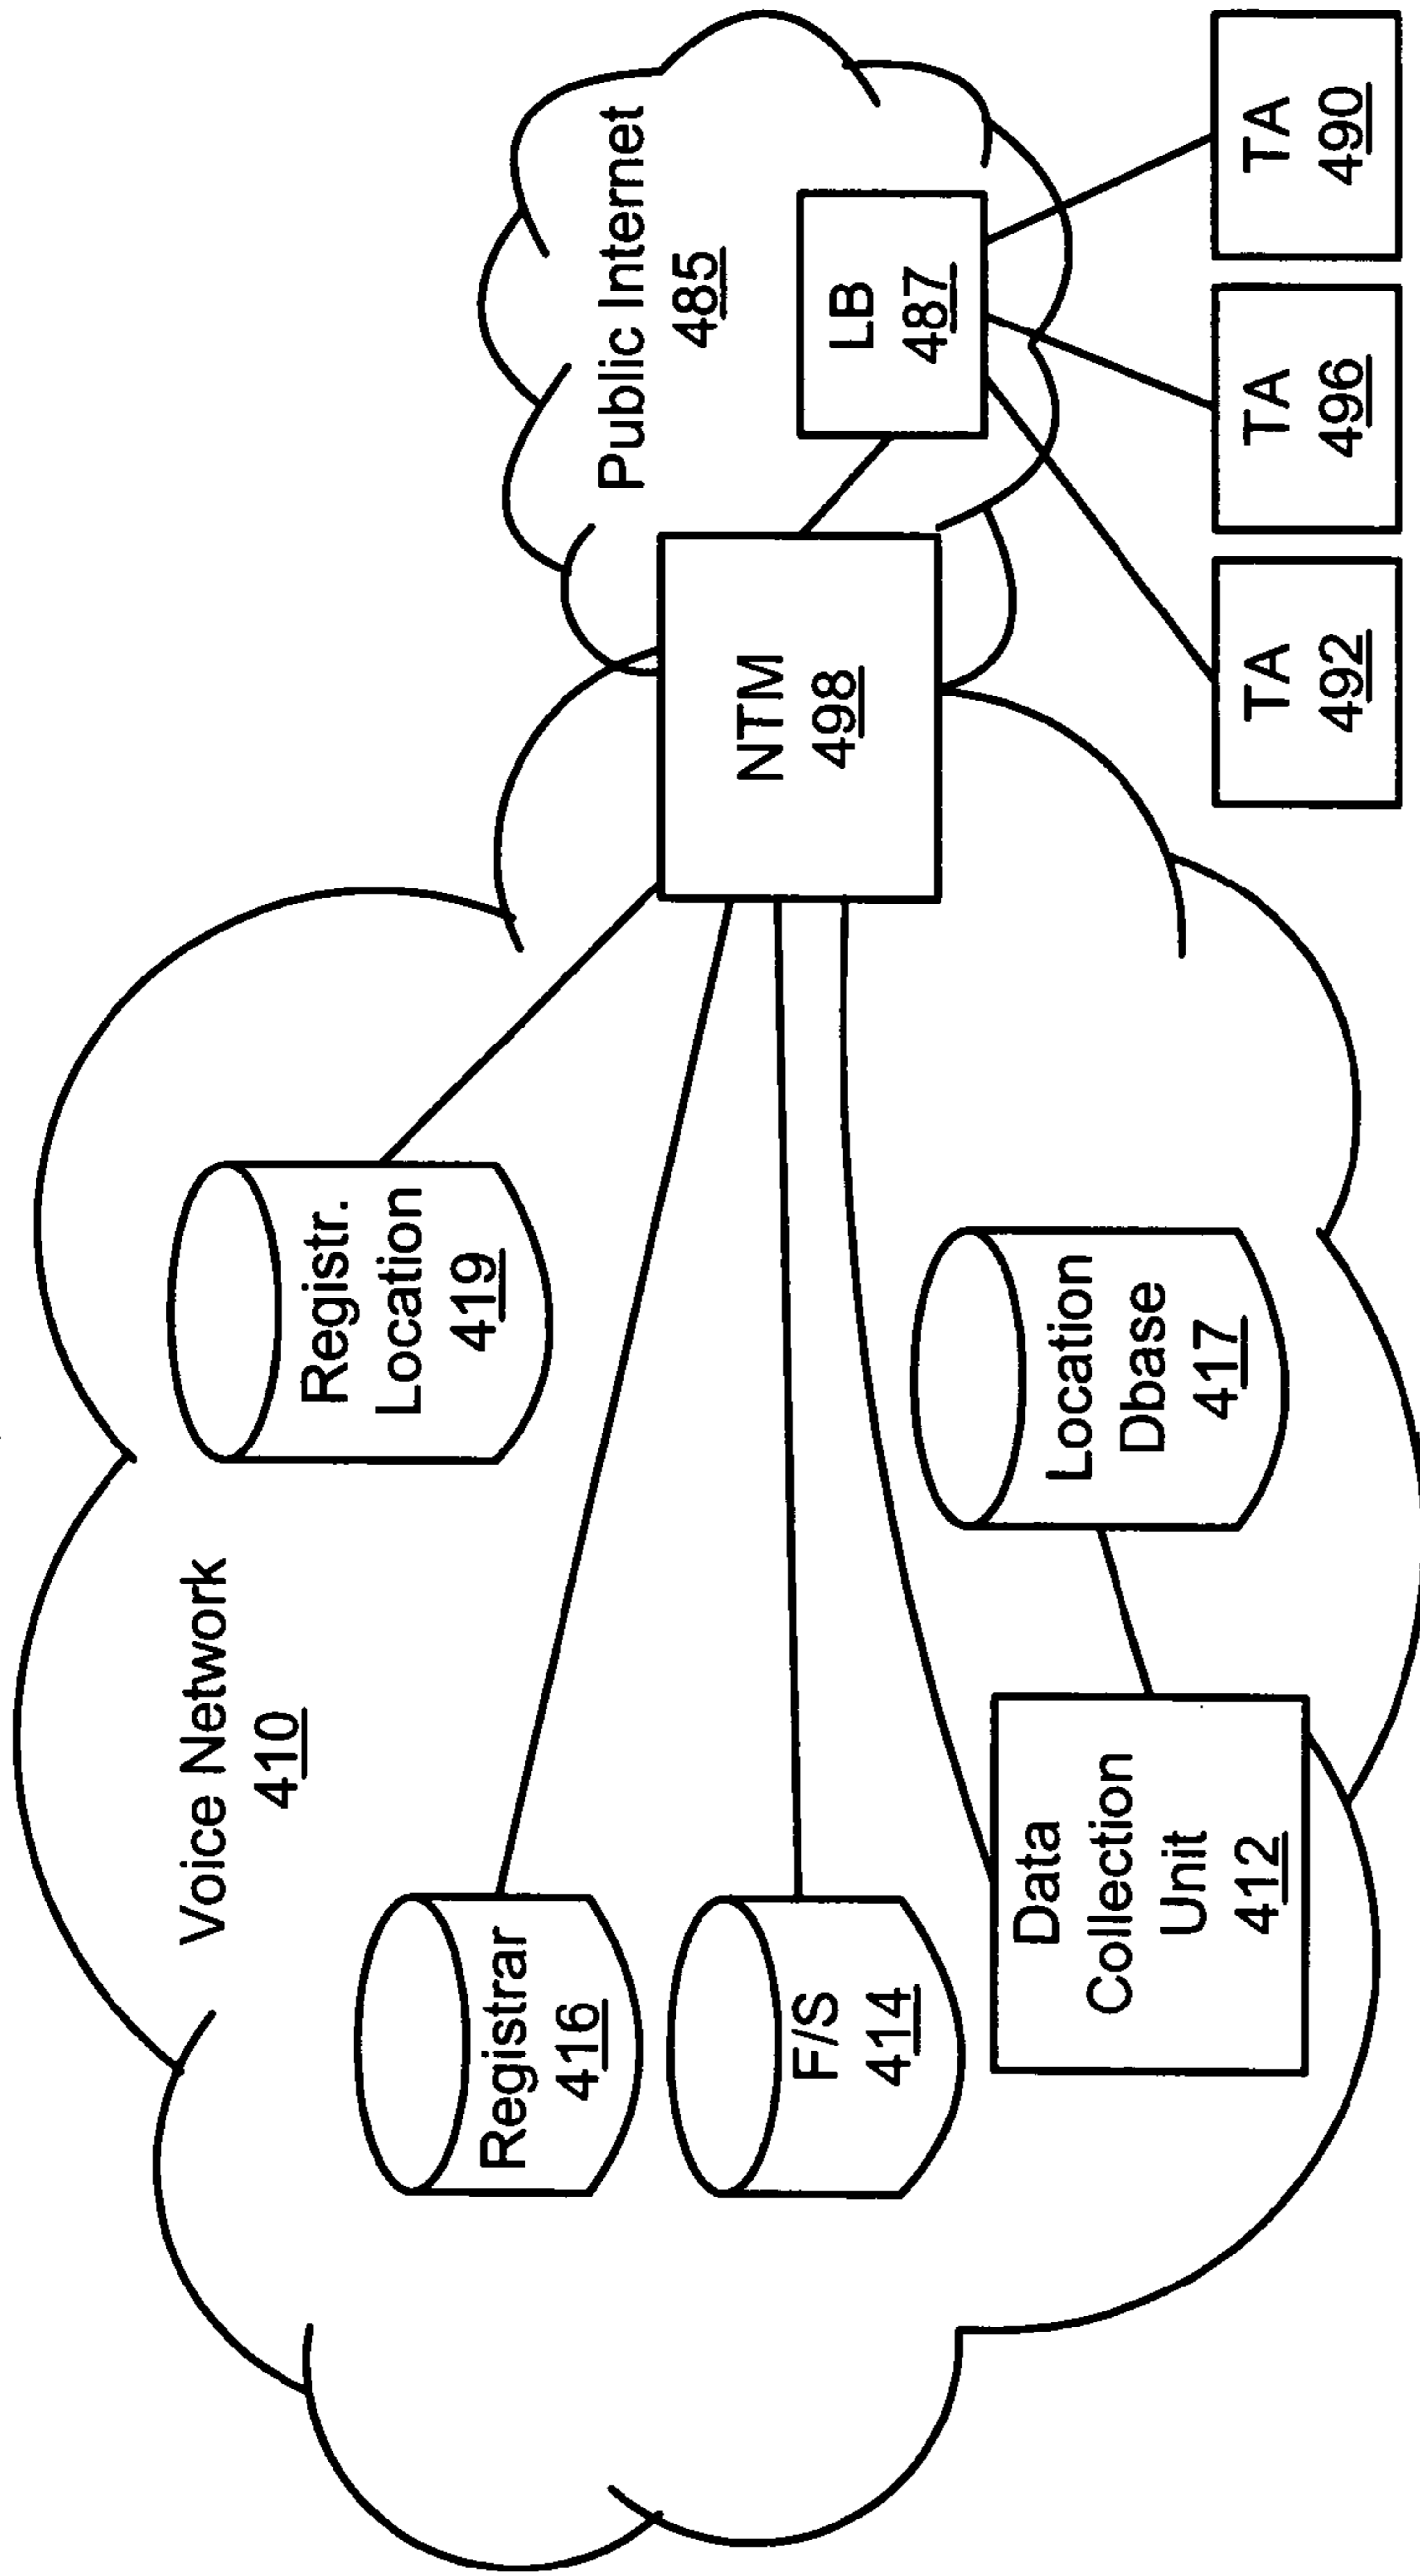 Voice Network
410
Registr.
Location
419
Registrar
416
F/S
414
Data
Collection
Unit
412
Location
Dbase
417
NTM
498
Public Internet
485
LB
487
TA
492
TA
496
TA
490